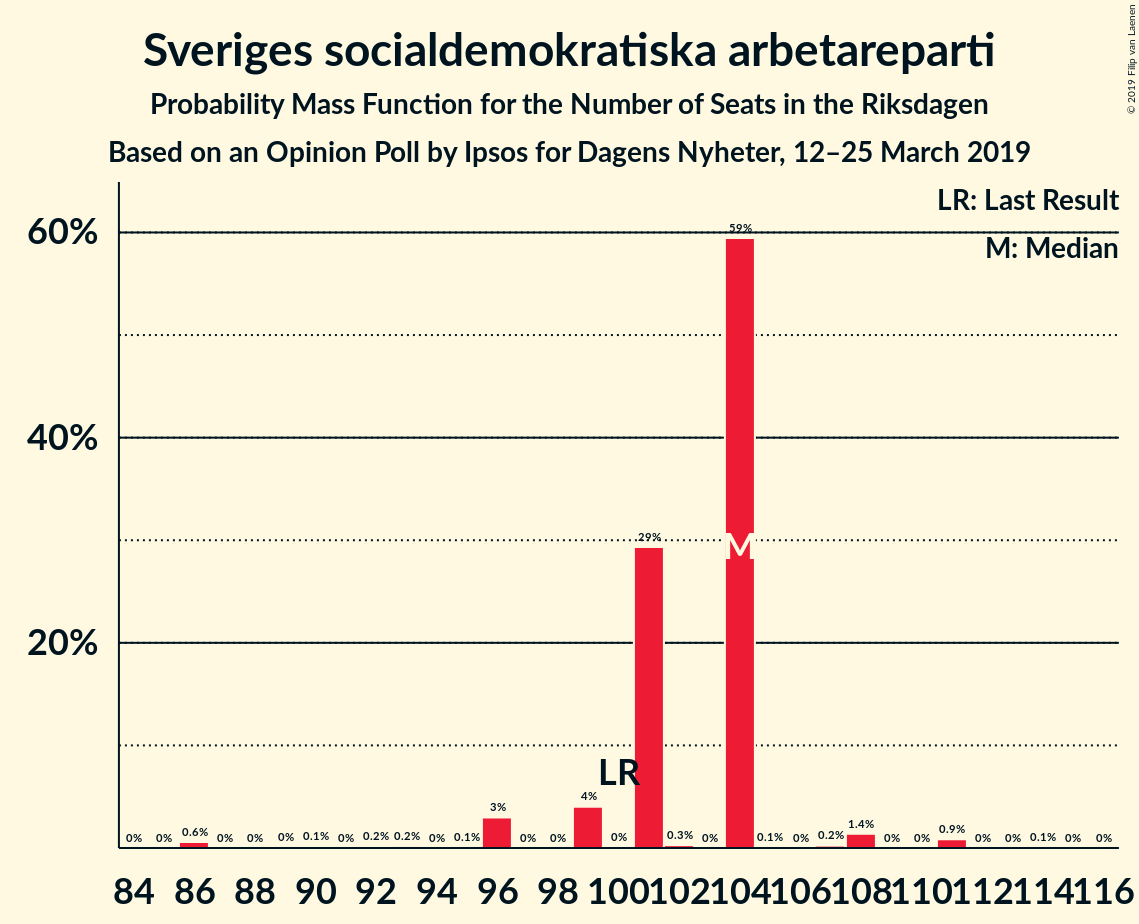 Sveriges socialdemokratiska arbetareparti
Probability Mass Function for the Number of Seats in the Riksdagen
Based on an Opinion Poll by Ipsos for Dagens Nyheter, 12–25 March 2019
© 2019 Filip van Laenen
LR: Last Result
M: Median
60%
40%
20%
0% 0% 0.6% 0% 0% 0% 0.1% 0% 0.2% 0.2% 0% 0.1% 3% 0% 0% 4% 0% 29% 0.3% 0% 59% 0.1% 0% 0.2% 1.4% 0% 0% 0.9% 0% 0% 0.1% 0% 0%
LR
M
84 86 88 90 92 94 96 98 100 102 104 106 108 110 112 114 116